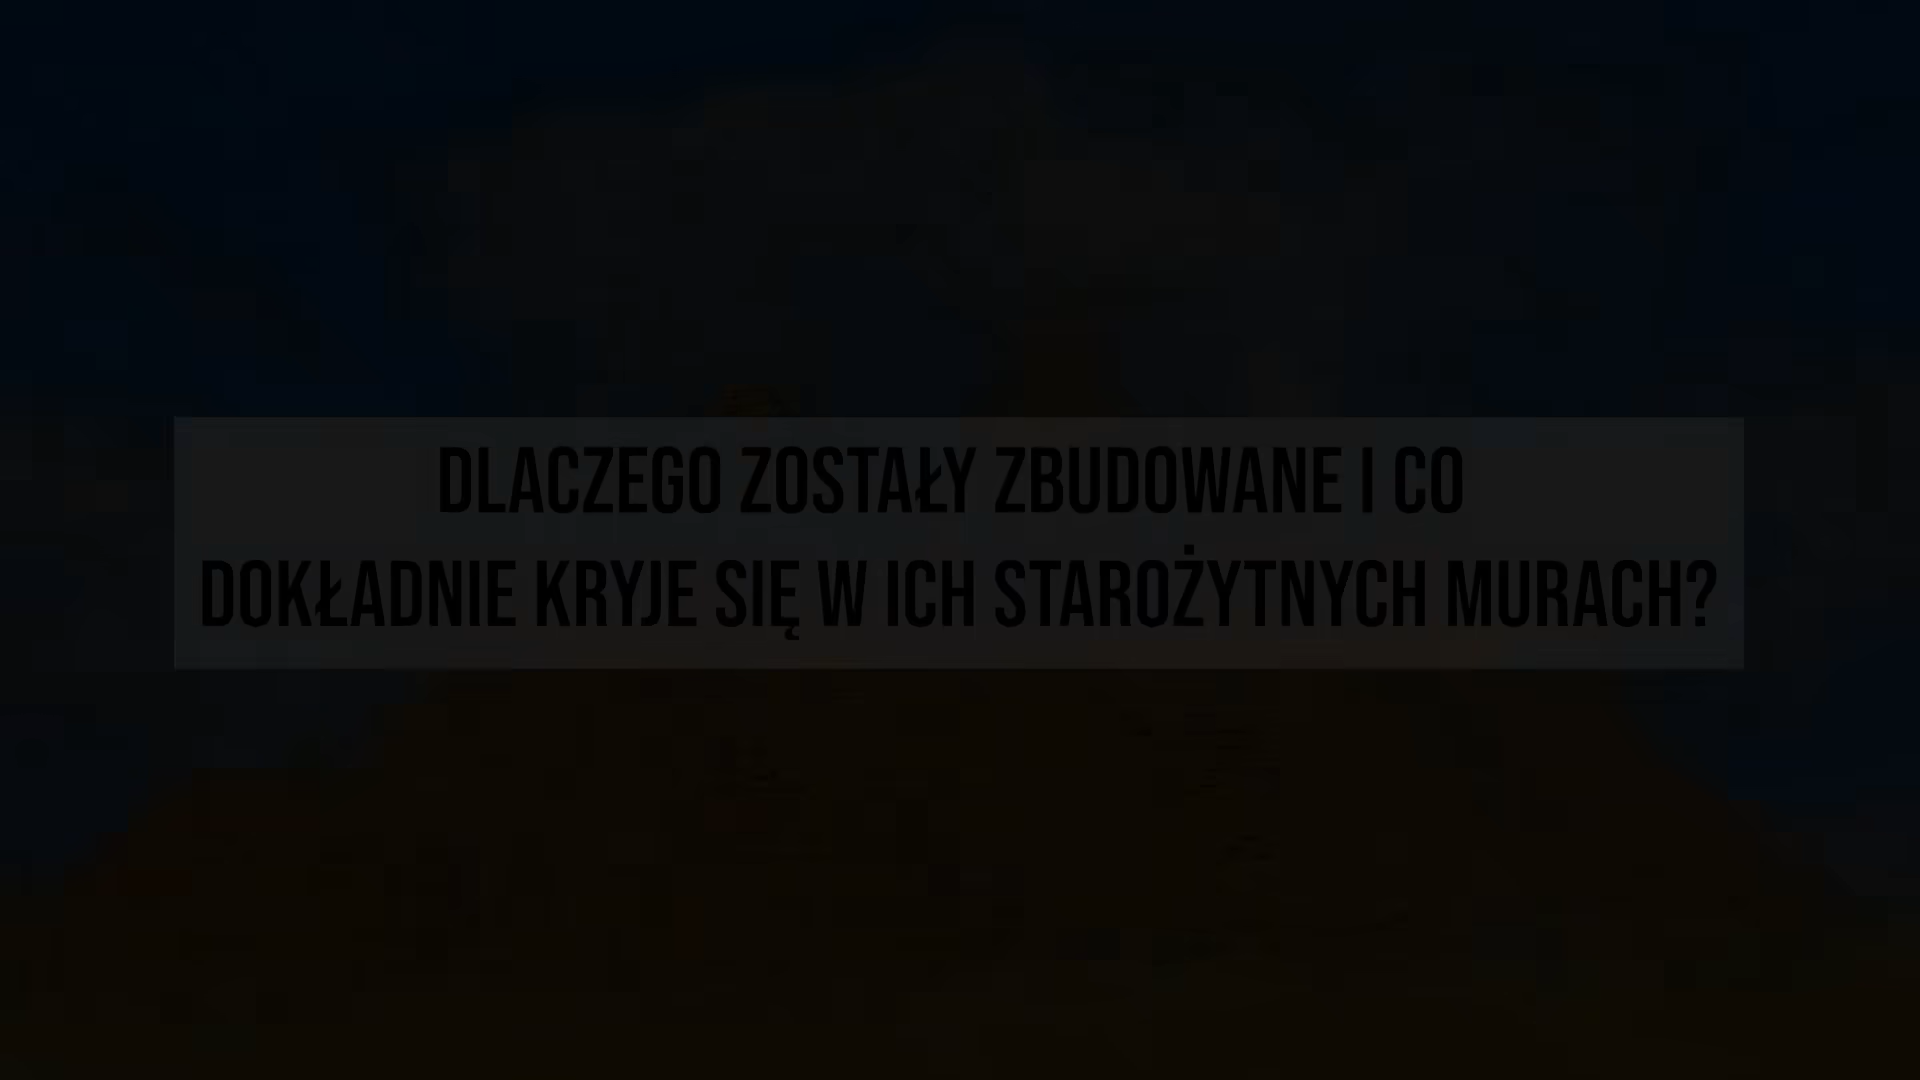 DLACZEGO ZOSTAŁY ZBUDOWANE I CO
DOKŁADNIE KRYJE SIĘ W ICH STAROŻYTNYCH MURACH?